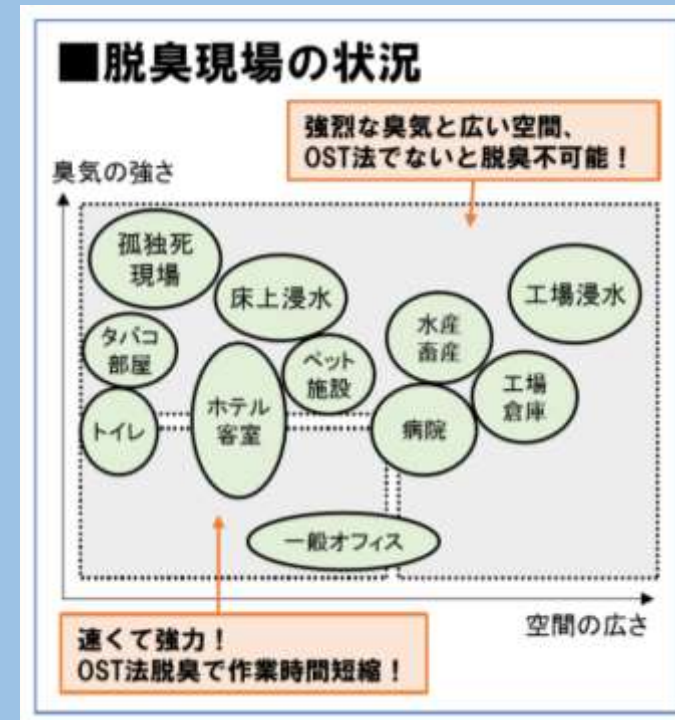 ■脱臭現場の状況
強烈な臭気と広い空間、
OST法でないと脱臭不可能！
臭気の強さ
孤独死
現場
床上浸水
工場浸水
タバコ
部屋
ペット
施設
水産
畜産
工場
倉庫
トイレ
ホテル
客室
病院
一般オフィス
空間の広さ
速くて強力！
OST法脱臭で作業時間短縮！